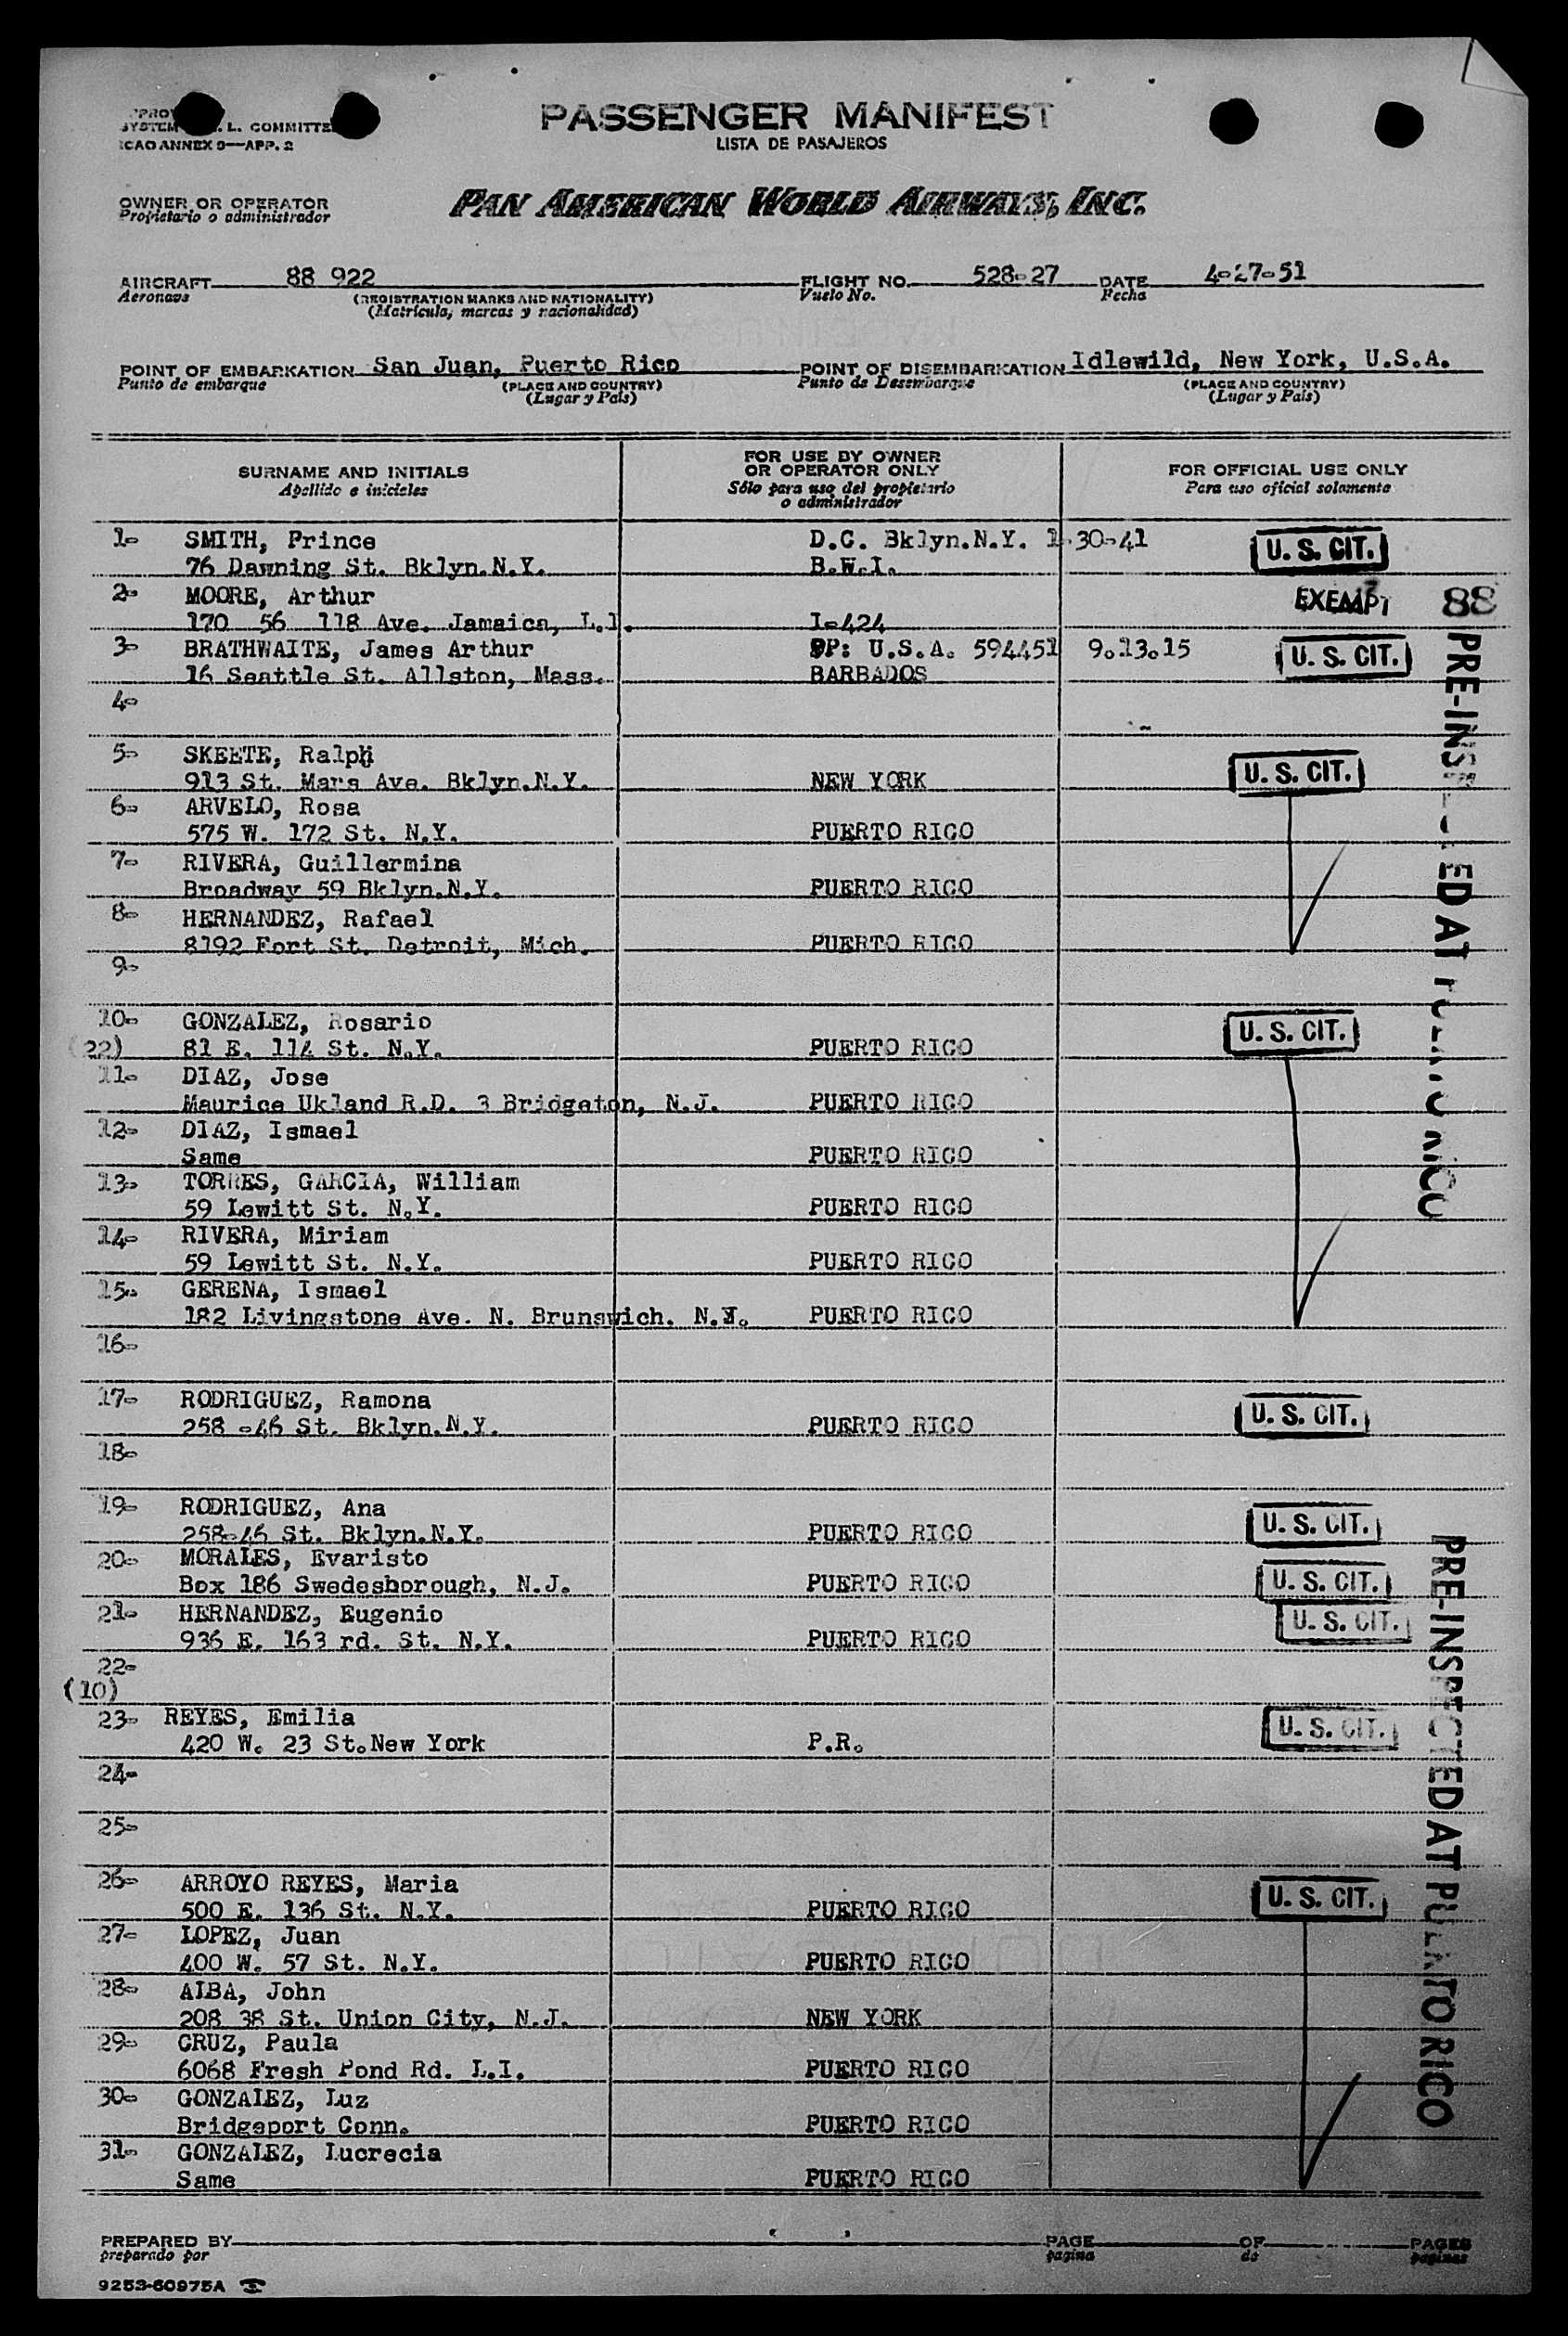 PASSENGER MANIFEST
L. COMMITTEE
ICAO ANNEX 9—APP. 2
LISTA DE PASAJEROS
OWNER OR OPERATOR
Propietario o administrador
PAN AMERICAN WORLD AIRWAYS, INC.
AIRCRAFT 88 922 FLIGHT NO. 528-27 DATE 4-27-51
Aeronave (REGISTRATION MARKS AND NATIONALITY) Vuelo No. Fecha
(Matrícula, marcas y nacionalidad)
POINT OF EMBARKATION San Juan, Puerto Rico POINT OF DISEMBARKATION Idlewild, New York, U.S.A.
Punto de embarque (PLACE AND COUNTRY) Punto de Desembarque (PLACE AND COUNTRY)
(Lugar y País) (Lugar y País)
SURNAME AND INITIALS FOR USE BY OWNER OR OPERATOR ONLY FOR OFFICIAL USE ONLY
Apellido e iniciales Sólo para uso del propietario o administrador Para uso oficial solamente
1- SMITH, Prince D.C. Bklyn.N.Y. 1-30-41 U. S. CIT.
76 Dawning St. Bklyn.N.Y. B.W.I.
2- MOORE, Arthur EXEMPT 88
170 56 118 Ave. Jamaica, L.I. I-424
3- BRATHWAITE, James Arthur PP: U.S.A. 594451 9.13.15 U. S. CIT.
16 Seattle St. Allston, Mass. BARBADOS
4-
5- SKEETE, Ralph U. S. CIT.
913 St. Mars Ave. Bklyn.N.Y. NEW YORK
6- ARVELO, Rosa
575 W. 172 St. N.Y. PUERTO RICO
7- RIVERA, Guillermina
Broadway 59 Bklyn.N.Y. PUERTO RICO
8- HERNANDEZ, Rafael
8792 Fort St. Detroit, Mich. PUERTO RICO
9-
10- GONZALEZ, Rosario U. S. CIT.
(22) 81 E. 114 St. N.Y. PUERTO RICO
11- DIAZ, Jose
Maurice Ukland R.D. 3 Bridgeton, N.J. PUERTO RICO
12- DIAZ, Ismael
Same PUERTO RICO
13- TORRES, GARCIA, William
59 Lewitt St. N.Y. PUERTO RICO
14- RIVERA, Miriam
59 Lewitt St. N.Y. PUERTO RICO
15- GERENA, Ismael
182 Livingstone Ave. N. Brunswich. PUERTO RICO
16-
17- RODRIGUEZ, Ramona U. S. CIT.
258 -46 St. Bklyn.N.Y. PUERTO RICO
18-
19- RODRIGUEZ, Ana U. S. CIT.
258-46 St. Bklyn.N.Y. PUERTO RICO
20- MORALES, Evaristo U. S. CIT.
Box 186 Swedesborough, N.J. PUERTO RICO
21- HERNANDEZ, Eugenio U. S. CIT.
936 E. 163 rd. St. N.Y. PUERTO RICO
22-
(10)
23- REYES, Emilia U. S. CIT.
420 W. 23 St.New York P.R.
24-
25-
26- ARROYO REYES, Maria U. S. CIT.
500 E. 136 St. N.Y. PUERTO RICO
27- LOPEZ, Juan
400 W. 57 St. N.Y. PUERTO RICO
28- ALBA, John
208 38 St. Union City, N.J. NEW YORK
29- CRUZ, Paula
6068 Fresh Pond Rd. L.I. PUERTO RICO
30- GONZALEZ, Luz
Bridgeport Conn. PUERTO RICO
31- GONZALEZ, Lucrecia
Same PUERTO RICO
PRE-INSPECTED AT PUERTO RICO
PRE-INSPECTED AT PUERTO RICO
PREPARED BY PAGE OF PAGES
preparado por pagina de paginas
9253-60975A